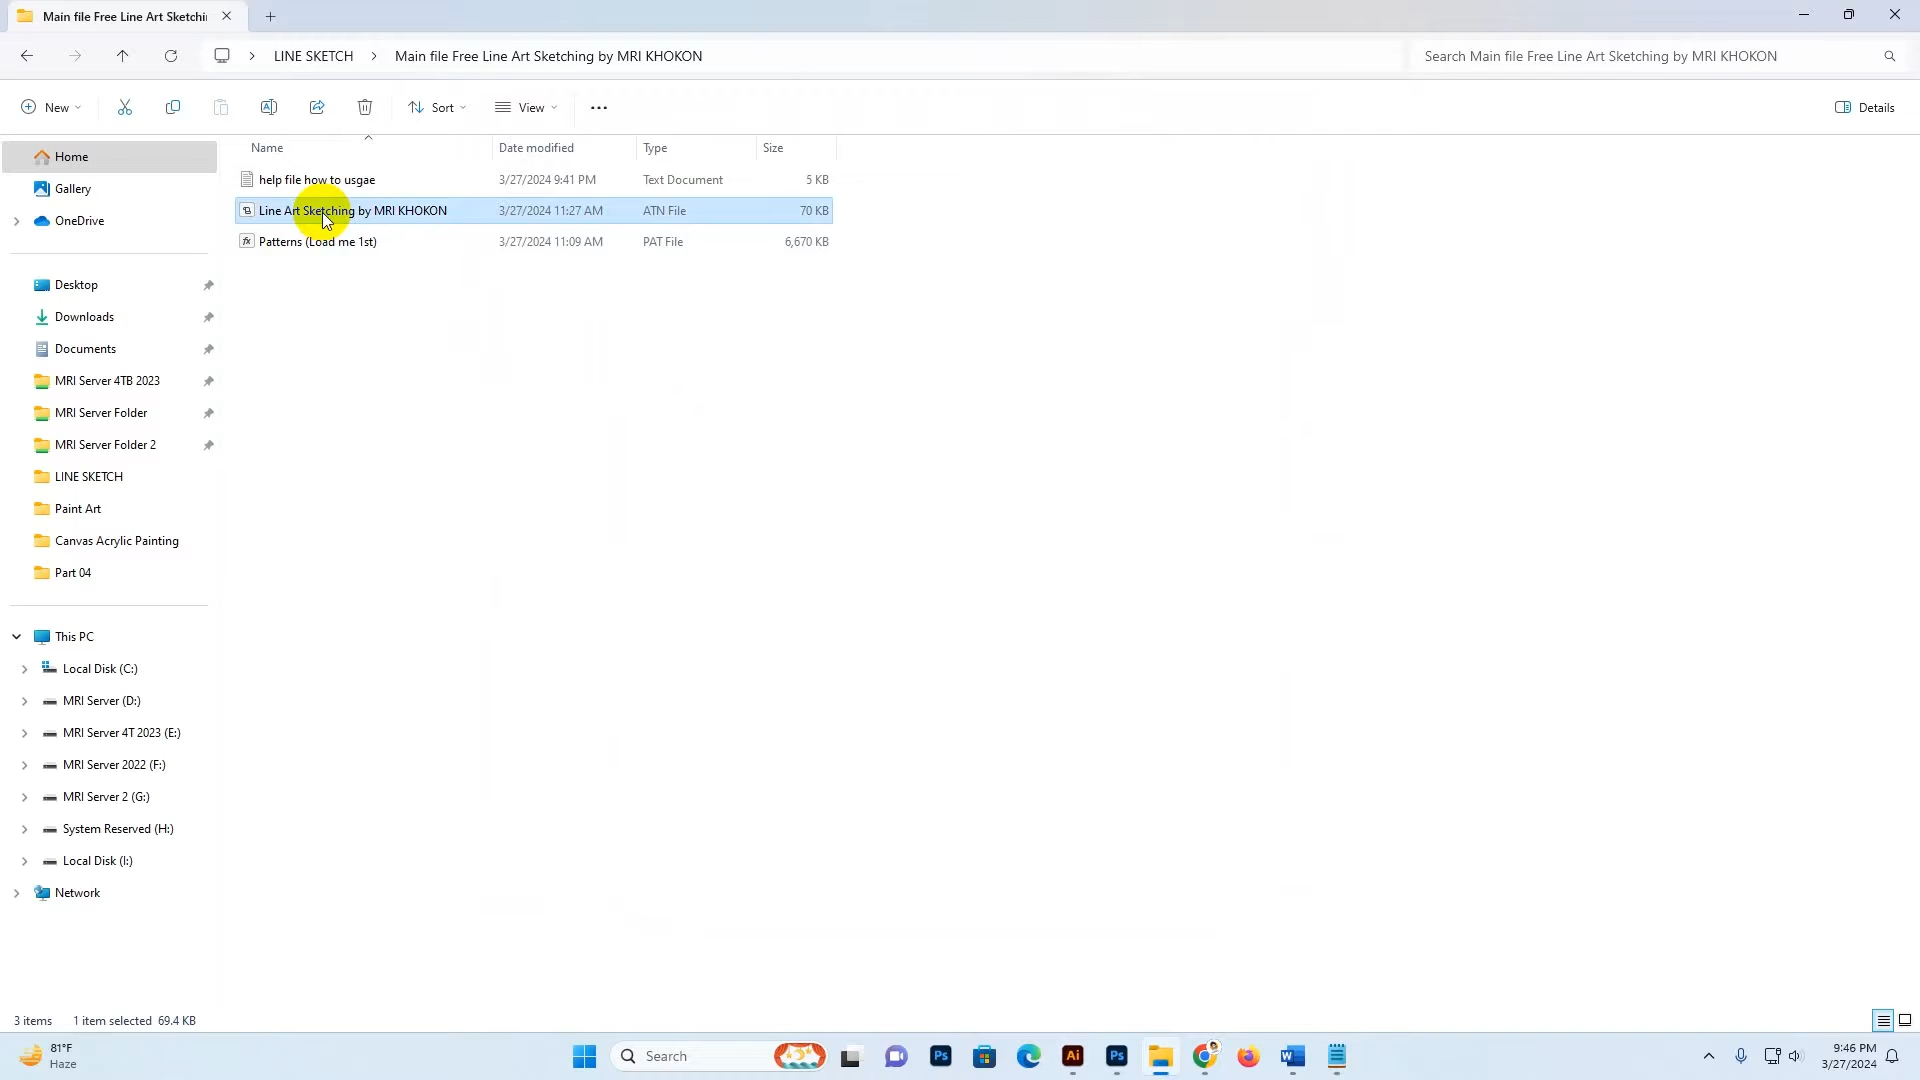 Main file Free Line Art Sketchi
LINE SKETCH > Main file Free Line Art Sketching by MRI KHOKON
Search Main file Free Line Art Sketching by MRI KHOKON
New
Sort
View
Details
Name Date modified Type Size
help file how to usgae 3/27/2024 9:41 PM Text Document 5 KB
Line Art Sketching by MRI KHOKON 3/27/2024 11:27 AM ATN File 70 KB
Patterns (Load me 1st) 3/27/2024 11:09 AM PAT File 6,670 KB
Home
Gallery
OneDrive
Desktop
Downloads
Documents
MRI Server 4TB 2023
MRI Server Folder
MRI Server Folder 2
LINE SKETCH
Paint Art
Canvas Acrylic Painting
Part 04
This PC
Local Disk (C:)
MRI Server (D:)
MRI Server 4T 2023 (E:)
MRI Server 2022 (F:)
MRI Server 2 (G:)
System Reserved (H:)
Local Disk (I:)
Network
3 items 1 item selected 69.4 KB
81°F
Haze
Search
Ps
Ai
Ps
9:46 PM
3/27/2024